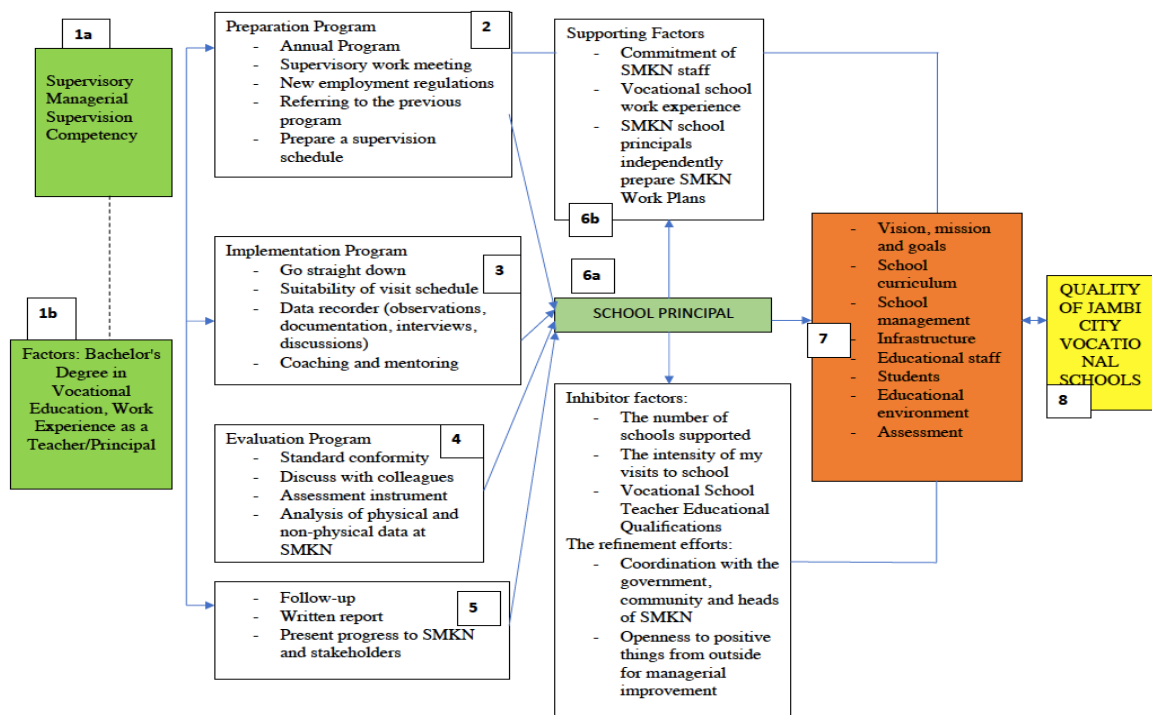 1a
Supervisory
Managerial
Supervision
Competency
1b
Factors: Bachelor's
Degree in
Vocational
Education, Work
Experience as a
Teacher/Principal
2
Preparation Program
- Annual Program
- Supervisory work meeting
- New employment regulations
- Referring to the previous
program
- Prepare a supervision
schedule
3
Implementation Program
- Go straight down
- Suitability of visit schedule
- Data recorder (observations,
documentation, interviews,
discussions)
- Coaching and mentoring
4
Evaluation Program
- Standard conformity
- Discuss with colleagues
- Assessment instrument
- Analysis of physical and
non-physical data at
SMKN
5
- Follow-up
- Written report
- Present progress to SMKN
and stakeholders
Supporting Factors
- Commitment of
SMKN staff
- Vocational school
work experience
- SMKN school
principals
independently
prepare SMKN
Work Plans
6b
6a
SCHOOL PRINCIPAL
Inhibitor factors:
- The number of
schools supported
- The intensity of my
visits to school
- Vocational School
Teacher Educational
Qualifications
The refinement efforts:
- Coordination with the
government,
community and heads
of SMKN
- Openness to positive
things from outside
for managerial
improvement
7
- Vision, mission
and goals
- School
curriculum
- School
management
- Infrastructure
- Educational staff
- Students
- Educational
environment
- Assessment
QUALITY
OF JAMBI
CITY
VOCATIO
NAL
SCHOOLS
8